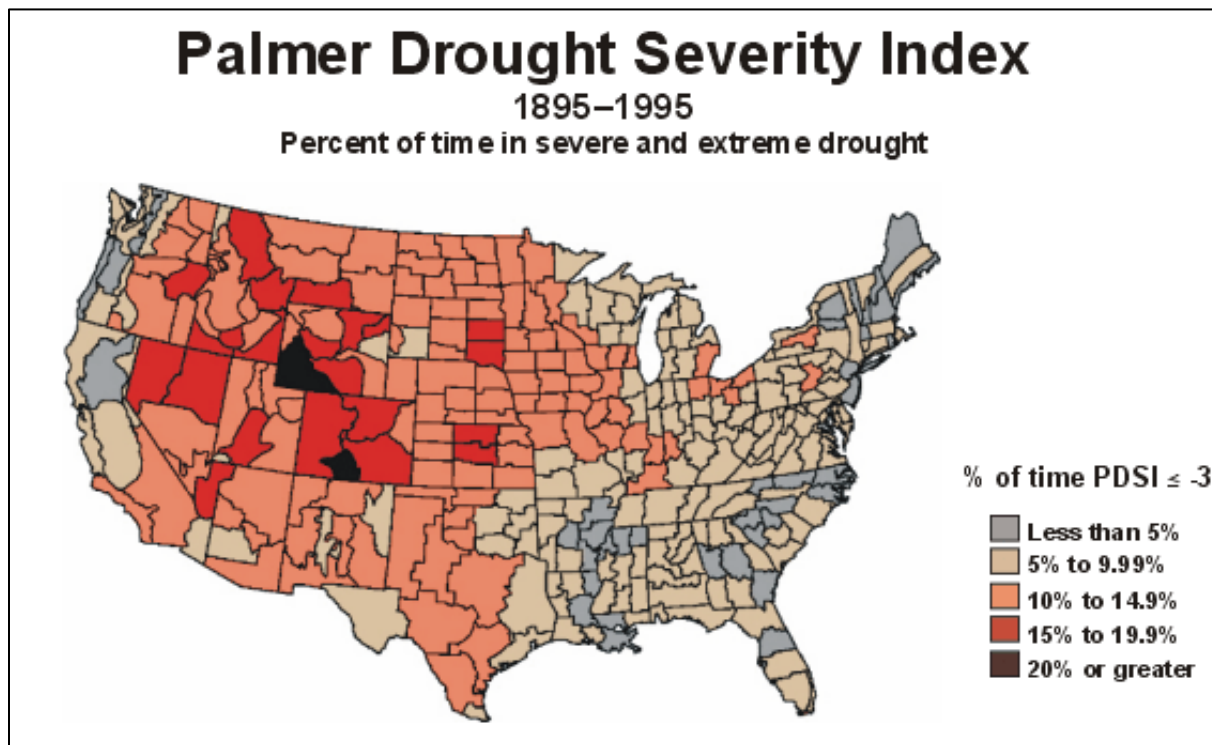 Palmer Drought Severity Index
1895–1995
Percent of time in severe and extreme drought
% of time PDSI ≤ -3
Less than 5%
5% to 9.99%
10% to 14.9%
15% to 19.9%
20% or greater